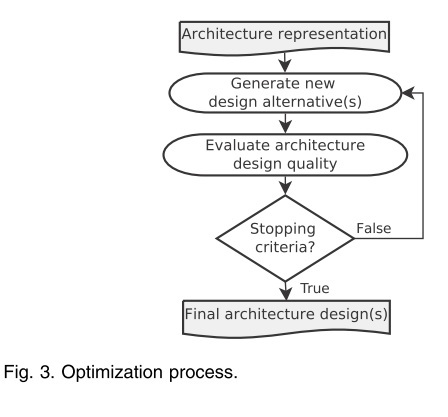 Architecture representation
Generate new
design alternative(s)
Evaluate architecture
design quality
Stopping
criteria?
False
True
Final architecture design(s)
Fig. 3. Optimization process.